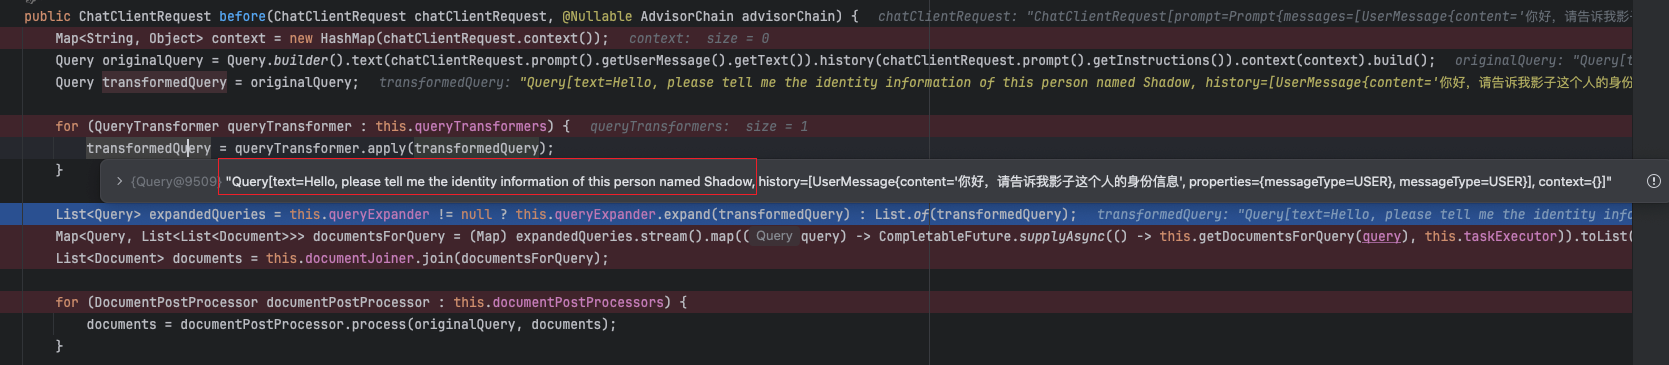 public ChatClientRequest before(ChatClientRequest chatClientRequest, @Nullable AdvisorChain advisorChain) {   chatClientRequest: "ChatClientRequest[prompt=Prompt{messages=[UserMessage{content='你好，请告诉我影子
Map<String, Object> context = new HashMap(chatClientRequest.context());   context:  size = 0
Query originalQuery = Query.builder().text(chatClientRequest.prompt().getUserMessage().getText()).history(chatClientRequest.prompt().getInstructions()).context(context).build();   originalQuery: "Query[t
Query transformedQuery = originalQuery;   transformedQuery: "Query[text=Hello, please tell me the identity information of this person named Shadow, history=[UserMessage{content='你好，请告诉我影子这个人的身份
for (QueryTransformer queryTransformer : this.queryTransformers) {   queryTransformers:  size = 1
transformedQuery = queryTransformer.apply(transformedQuery);
}
{Query@9509} "Query[text=Hello, please tell me the identity information of this person named Shadow, history=[UserMessage{content='你好，请告诉我影子这个人的身份信息', properties={messageType=USER}, messageType=USER}], context={}]"
List<Query> expandedQueries = this.queryExpander != null ? this.queryExpander.expand(transformedQuery) : List.of(transformedQuery);   transformedQuery: "Query[text=Hello, please tell me the identity info
Map<Query, List<List<Document>>> documentsForQuery = (Map) expandedQueries.stream().map(( Query query) -> CompletableFuture.supplyAsync(() -> this.getDocumentsForQuery(query), this.taskExecutor)).toList(
List<Document> documents = this.documentJoiner.join(documentsForQuery);
for (DocumentPostProcessor documentPostProcessor : this.documentPostProcessors) {
documents = documentPostProcessor.process(originalQuery, documents);
}